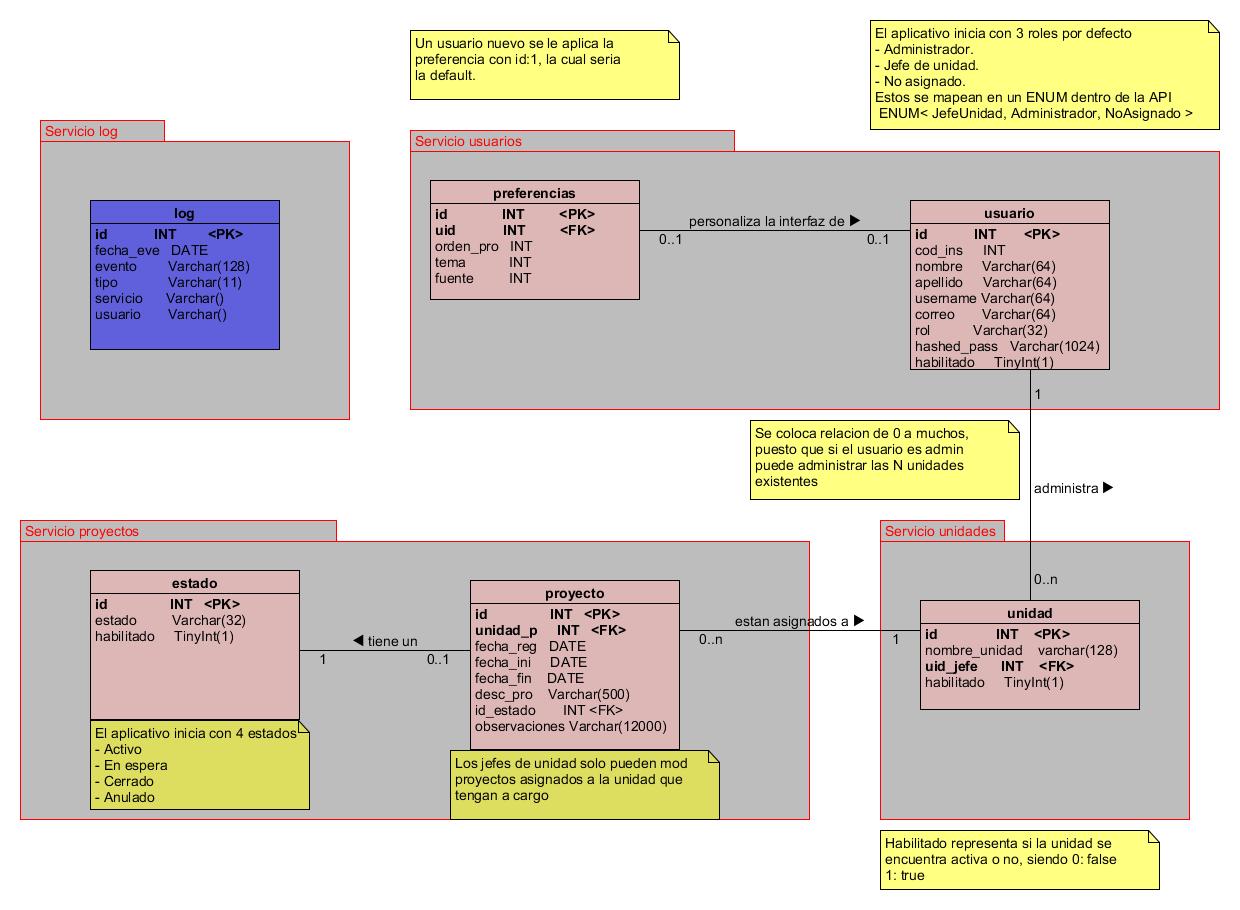 Un usuario nuevo se le aplica la
preferencia con id:1, la cual seria
la default.
El aplicativo inicia con 3 roles por defecto
- Administrador.
- Jefe de unidad.
- No asignado.
Estos se mapean en un ENUM dentro de la API
ENUM< JefeUnidad, Administrador, NoAsignado >
Servicio log
log
id INT <PK>
fecha_eve DATE
evento Varchar(128)
tipo Varchar(11)
servicio Varchar()
usuario Varchar()
Servicio usuarios
preferencias
id INT <PK>
uid INT <FK>
orden_pro INT
tema INT
fuente INT
personaliza la interfaz de ▶
0..1 0..1
usuario
id INT <PK>
cod_ins INT
nombre Varchar(64)
apellido Varchar(64)
username Varchar(64)
correo Varchar(64)
rol Varchar(32)
hashed_pass Varchar(1024)
habilitado TinyInt(1)
1
Se coloca relacion de 0 a muchos,
puesto que si el usuario es admin
puede administrar las N unidades
existentes
administra ▶
0..n
Servicio proyectos
estado
id INT <PK>
estado Varchar(32)
habilitado TinyInt(1)
El aplicativo inicia con 4 estados
- Activo
- En espera
- Cerrado
- Anulado
◀ tiene un
1 0..1
proyecto
id INT <PK>
unidad_p INT <FK>
fecha_reg DATE
fecha_ini DATE
fecha_fin DATE
desc_pro Varchar(500)
id_estado INT <FK>
observaciones Varchar(12000)
Los jefes de unidad solo pueden mod
proyectos asignados a la unidad que
tengan a cargo
estan asignados a ▶
0..n 1
Servicio unidades
unidad
id INT <PK>
nombre_unidad varchar(128)
uid_jefe INT <FK>
habilitado TinyInt(1)
Habilitado representa si la unidad se
encuentra activa o no, siendo 0: false
1: true